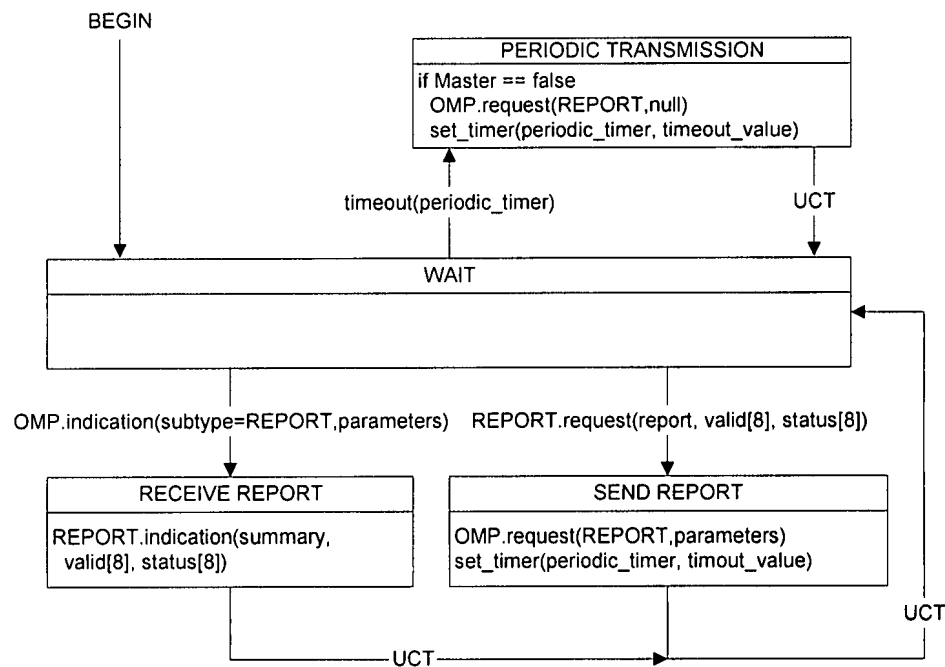 BEGIN
PERIODIC TRANSMISSION
if Master == false
OMP.request(REPORT,null)
set_timer(periodic_timer, timeout_value)
timeout(periodic_timer)
UCT
WAIT
OMP.indication(subtype=REPORT,parameters)
REPORT.request(report, valid[8], status[8])
RECEIVE REPORT
REPORT.indication(summary,
valid[8], status[8])
SEND REPORT
OMP.request(REPORT,parameters)
set_timer(periodic_timer, timout_value)
UCT
UCT